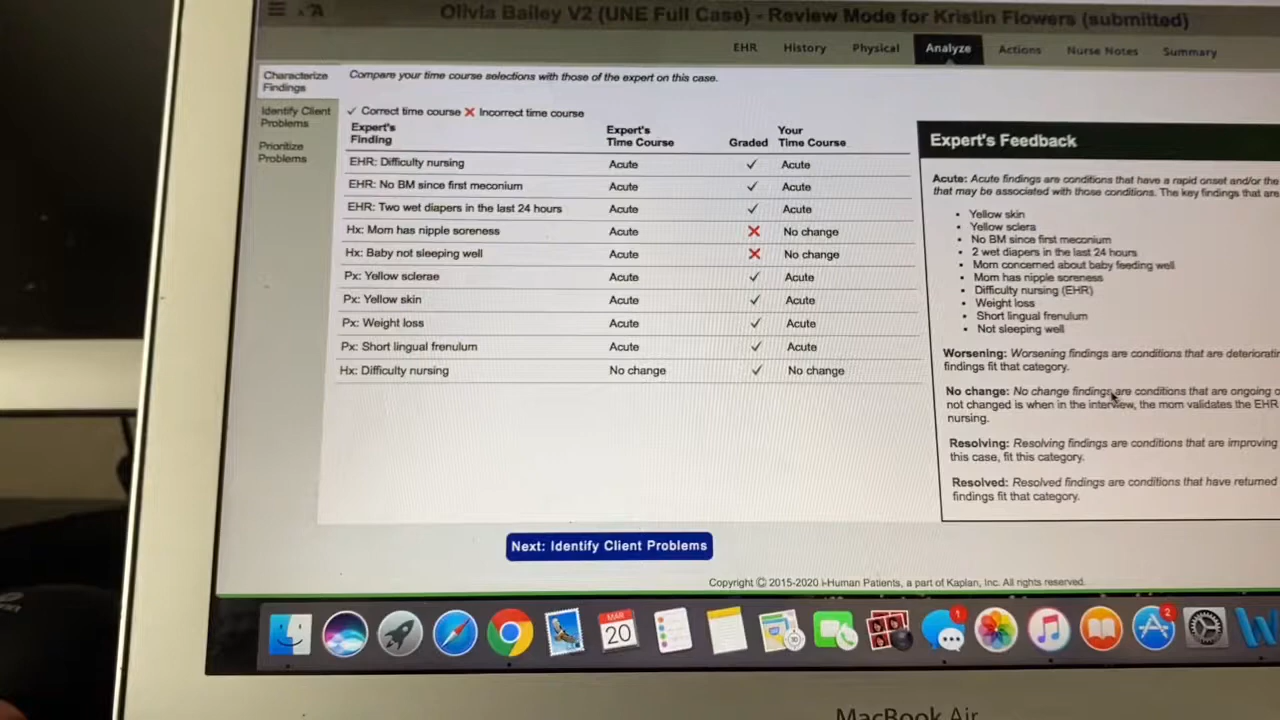 Olivia Bailey V2 (UNE Full Case) - Review Mode for Kristin Flowers (submitted)
EHR History Physical Analyze Actions Nurse Notes Summary
Characterize Findings
Identify Client Problems
Prioritize Problems
Compare your time course selections with those of the expert on this case.
✓ Correct time course ✗ Incorrect time course
Expert's Finding Expert's Time Course Graded Your Time Course
EHR: Difficulty nursing Acute ✓ Acute
EHR: No BM since first meconium Acute ✓ Acute
EHR: Two wet diapers in the last 24 hours Acute ✓ Acute
Hx: Mom has nipple soreness Acute ✗ No change
Hx: Baby not sleeping well Acute ✗ No change
Px: Yellow sclerae Acute ✓ Acute
Px: Yellow skin Acute ✓ Acute
Px: Weight loss Acute ✓ Acute
Px: Short lingual frenulum Acute ✓ Acute
Hx: Difficulty nursing No change ✓ No change
Expert's Feedback
Acute: Acute findings are conditions that have a rapid onset and/or the
that may be associated with those conditions. The key findings that are
• Yellow skin
• Yellow sclera
• No BM since first meconium
• 2 wet diapers in the last 24 hours
• Mom concerned about baby feeding well
• Mom has nipple soreness
• Difficulty nursing (EHR)
• Weight loss
• Short lingual frenulum
• Not sleeping well
Worsening: Worsening findings are conditions that are deterioratin
findings fit that category.
No change: No change findings are conditions that are ongoing o
not changed is when in the interview, the mom validates the EHR
nursing.
Resolving: Resolving findings are conditions that are improving
this case, fit this category.
Resolved: Resolved findings are conditions that have returned
findings fit that category.
Next: Identify Client Problems
Copyright © 2015-2020 i-Human Patients, a part of Kaplan, Inc. All rights reserved.
MAR
20
1
2
MacBook Air